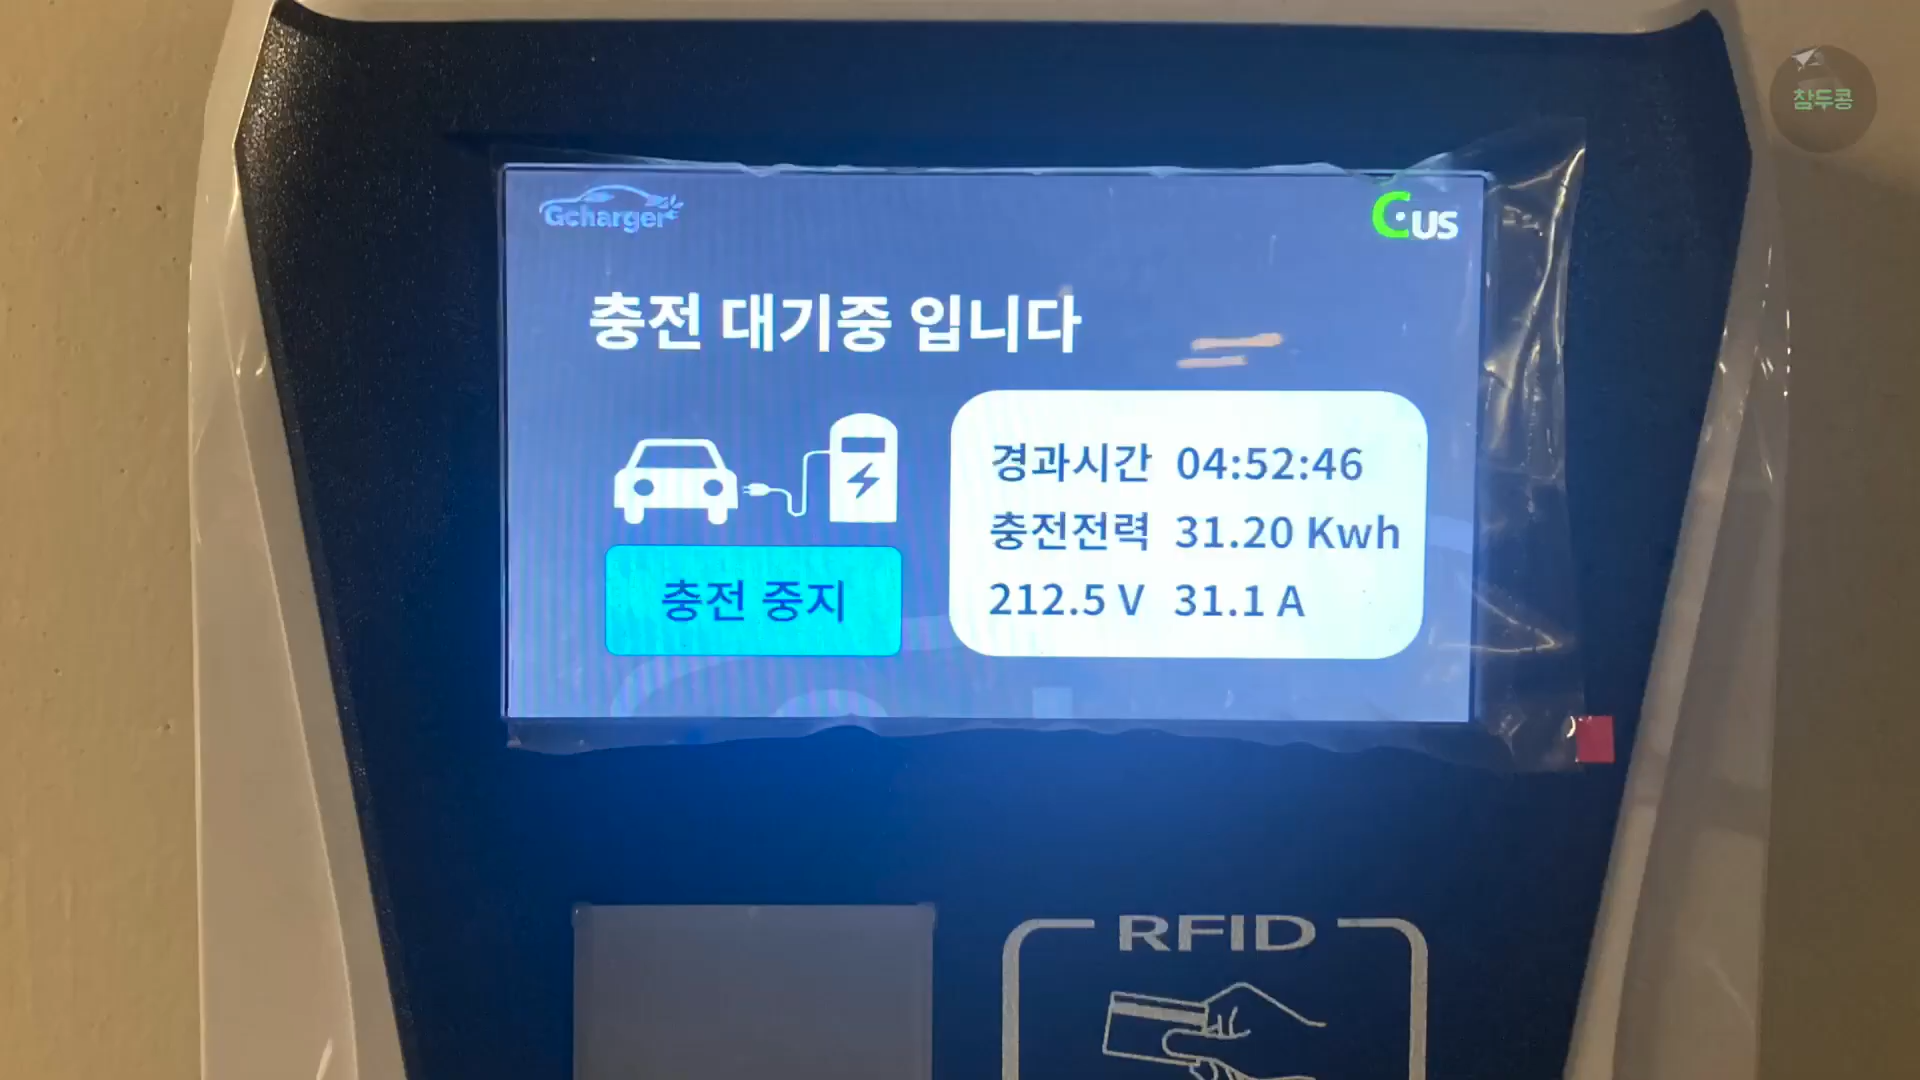 참두콩
Gcharger
C·us
충전 대기중 입니다
경과시간 04:52:46
충전전력 31.20 Kwh
212.5 V 31.1 A
충전 중지
RFID